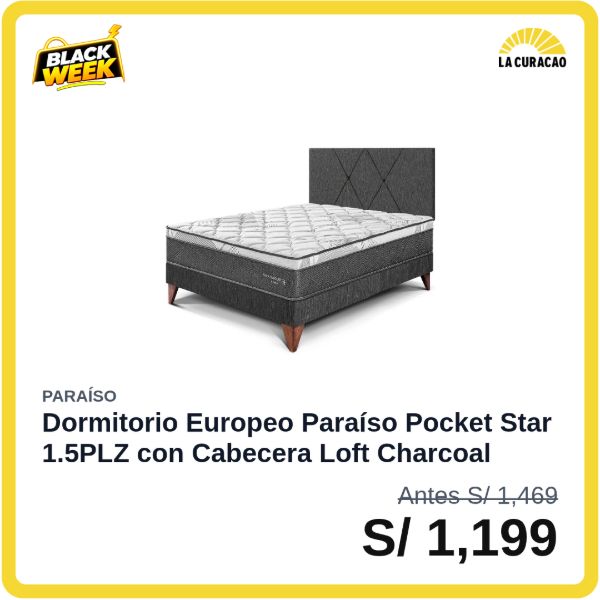 BLACK
WEEK
LA CURACAO
PARAÍSO
Dormitorio Europeo Paraíso Pocket Star
1.5PLZ con Cabecera Loft Charcoal
Antes S/ 1,469
S/ 1,199